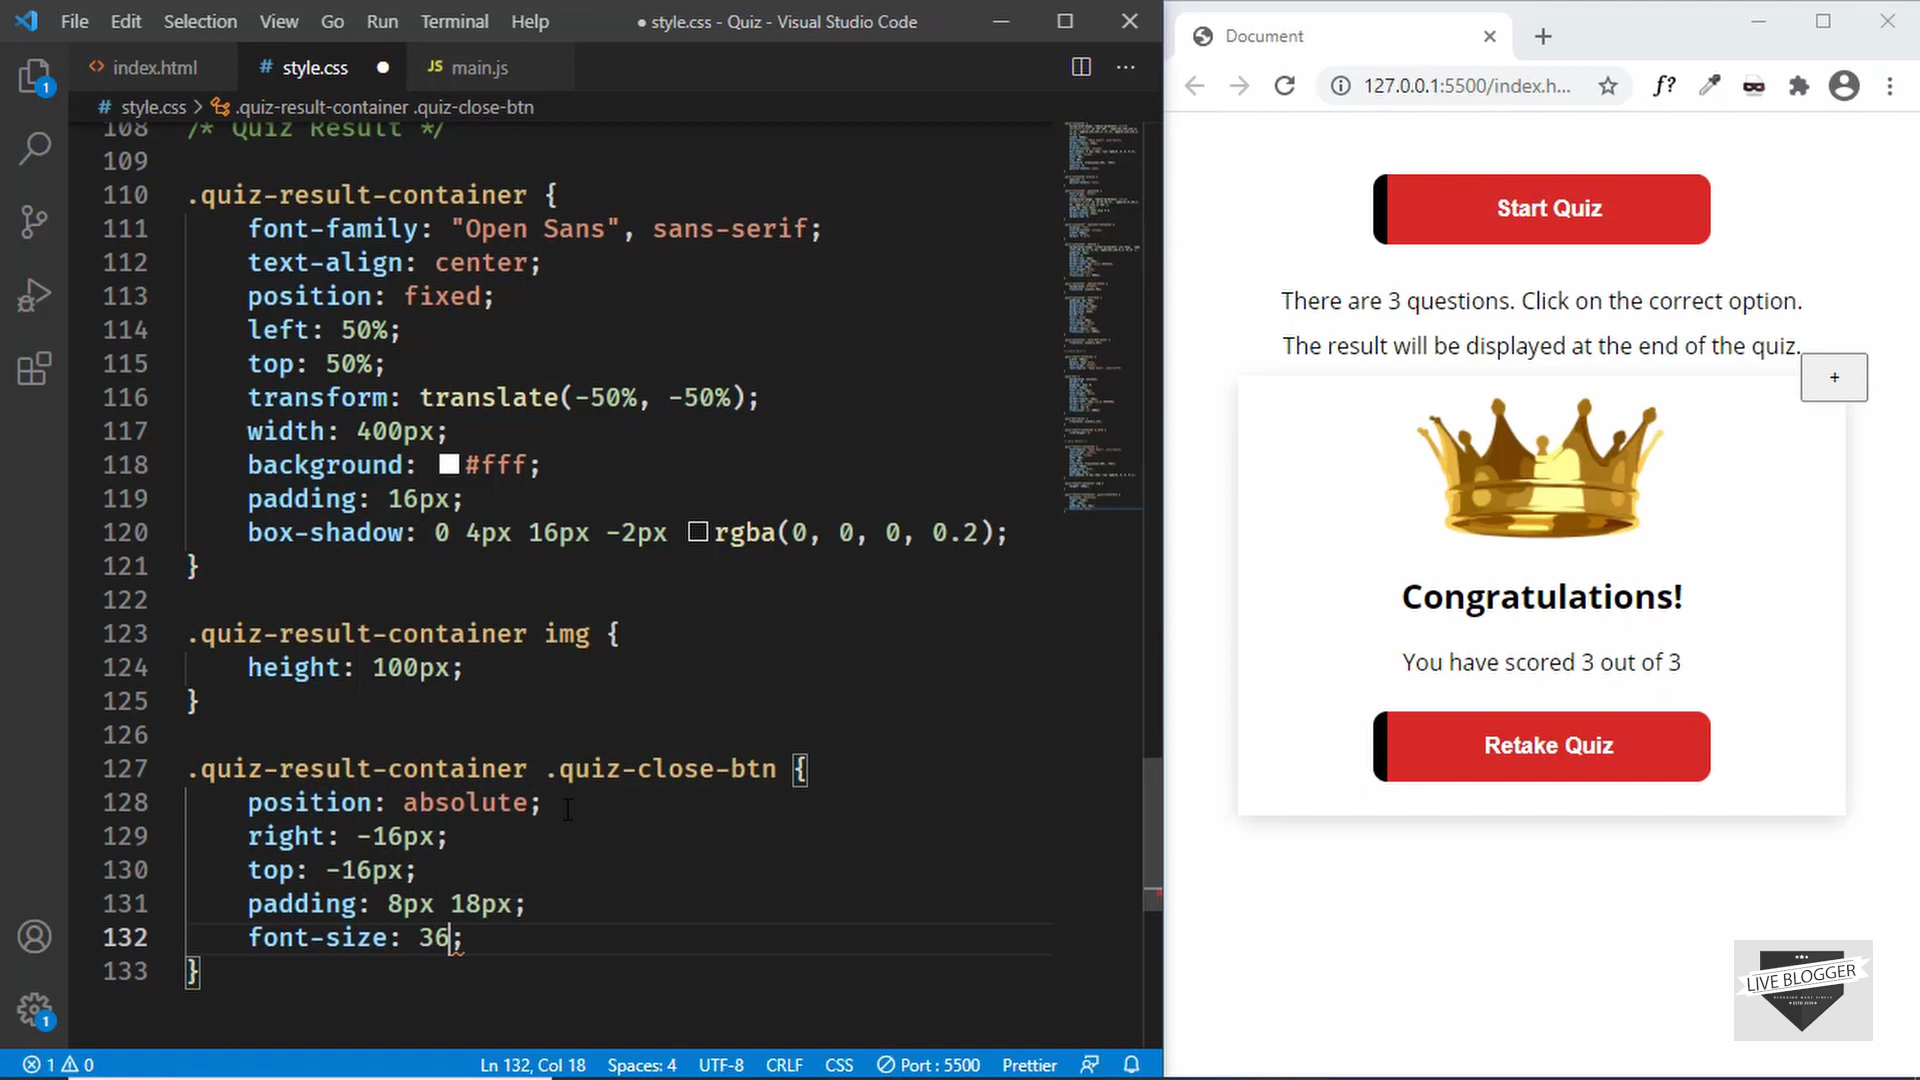 File Edit Selection View Go Run Terminal Help ● style.css - Quiz - Visual Studio Code
index.html
style.css
JS main.js
# style.css > .quiz-result-container .quiz-close-btn
108 /* Quiz Result */
109
110 .quiz-result-container {
111 font-family: "Open Sans", sans-serif;
112 text-align: center;
113 position: fixed;
114 left: 50%;
115 top: 50%;
116 transform: translate(-50%, -50%);
117 width: 400px;
118 background: #fff;
119 padding: 16px;
120 box-shadow: 0 4px 16px -2px rgba(0, 0, 0, 0.2);
121 }
122
123 .quiz-result-container img {
124 height: 100px;
125 }
126
127 .quiz-result-container .quiz-close-btn {
128 position: absolute;
129 right: -16px;
130 top: -16px;
131 padding: 8px 18px;
132 font-size: 36;
133 }
1
1
1 0 Ln 132, Col 18 Spaces: 4 UTF-8 CRLF CSS Port : 5500 Prettier
Document
127.0.0.1:5500/index.h...
f?
Start Quiz
There are 3 questions. Click on the correct option.
The result will be displayed at the end of the quiz.
+
Congratulations!
You have scored 3 out of 3
Retake Quiz
LIVE BLOGGER